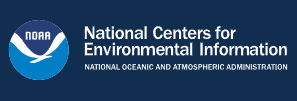 NOAA
National Centers for
Environmental Information
NATIONAL OCEANIC AND ATMOSPHERIC ADMINISTRATION